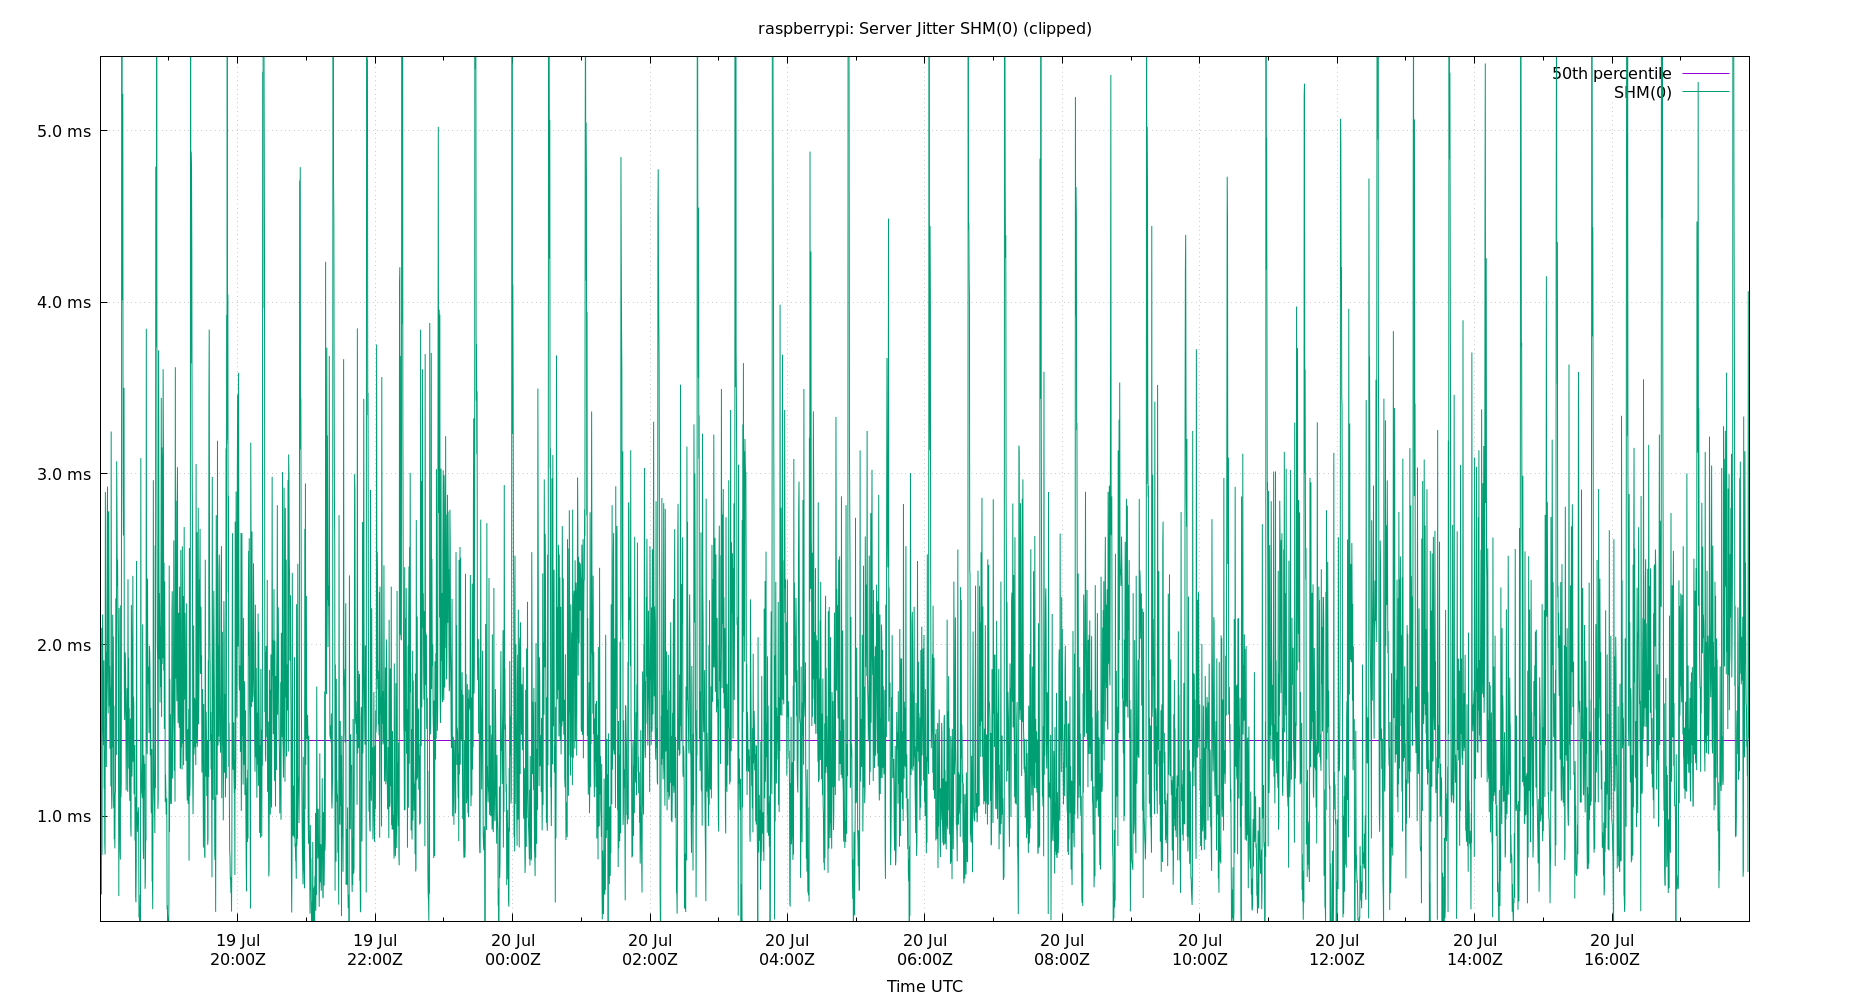 raspberrypi: Server Jitter SHM(0) (clipped)
50th percentile
SHM(0)
5.0 ms
4.0 ms
3.0 ms
2.0 ms
1.0 ms
19 Jul 19 Jul 20 Jul 20 Jul 20 Jul 20 Jul 20 Jul 20 Jul 20 Jul 20 Jul 20 Jul
20:00Z 22:00Z 00:00Z 02:00Z 04:00Z 06:00Z 08:00Z 10:00Z 12:00Z 14:00Z 16:00Z
Time UTC